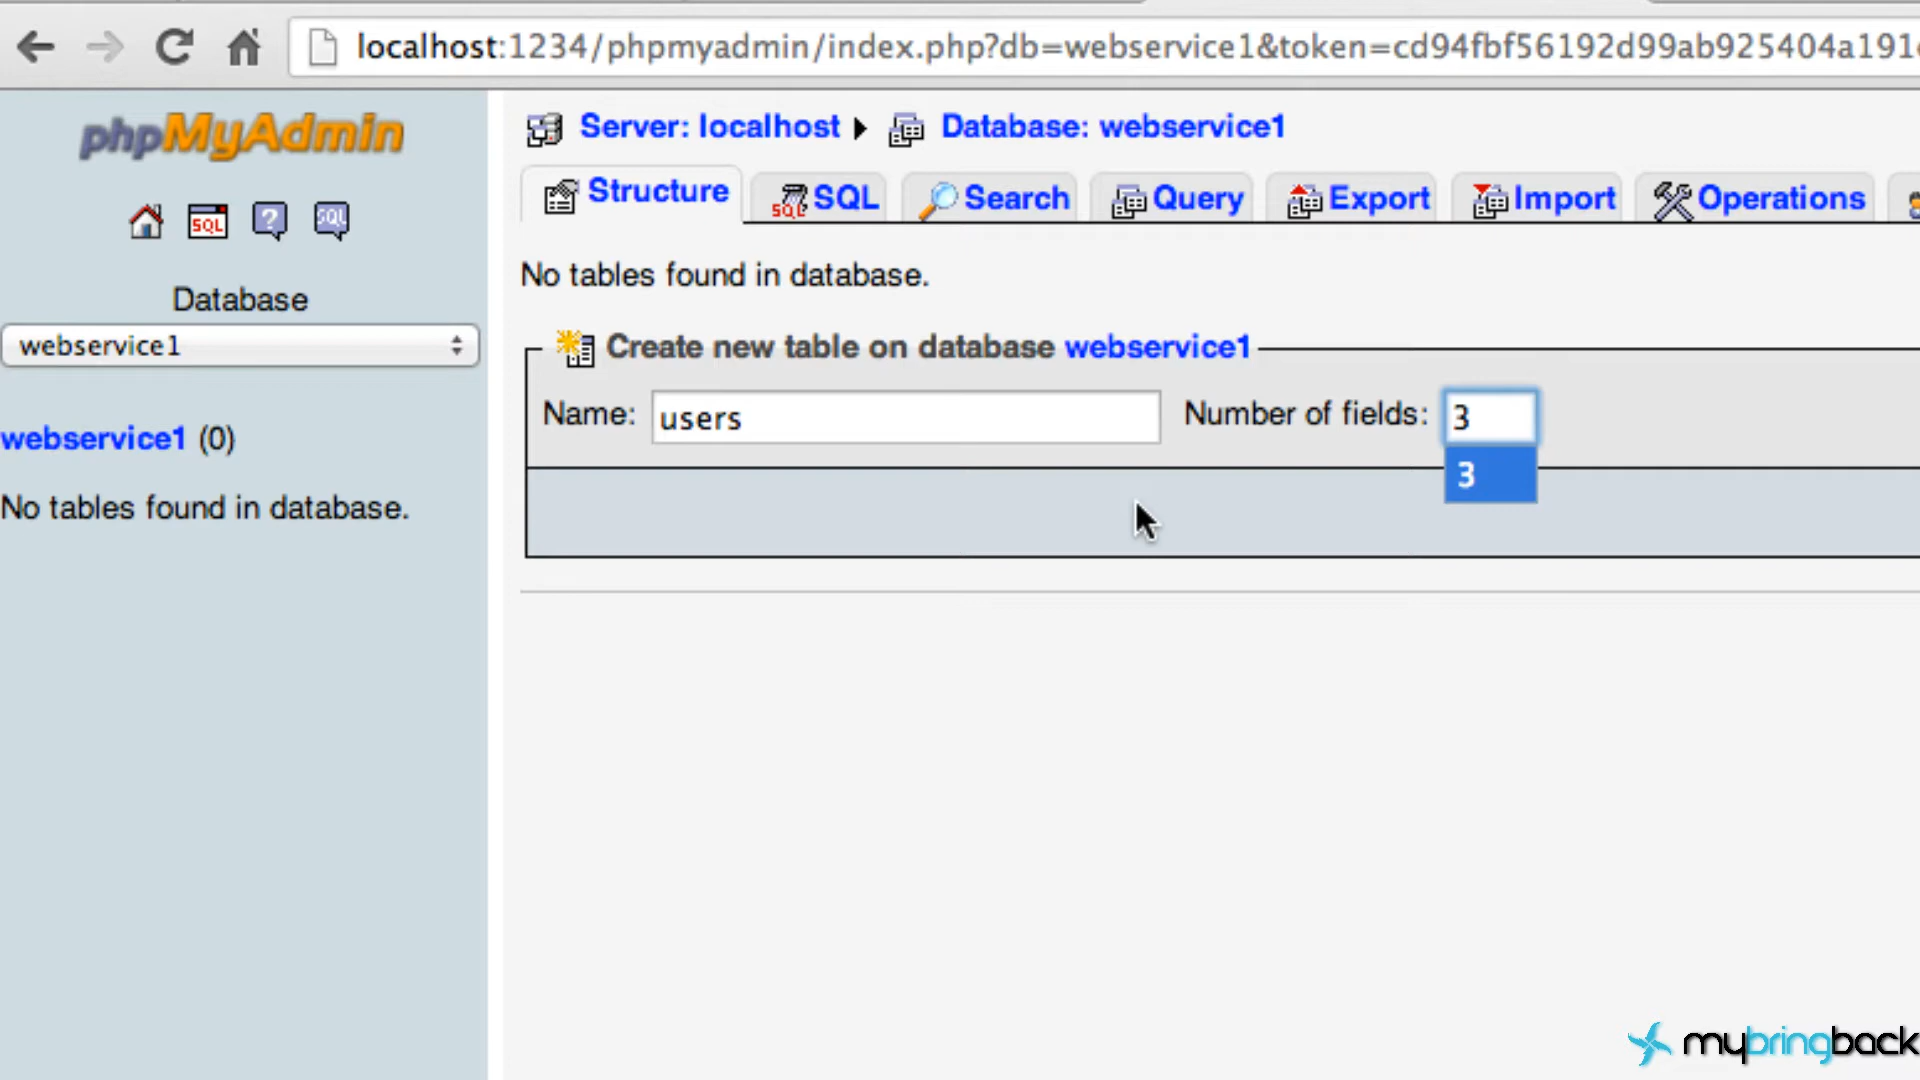 localhost:1234/phpmyadmin/index.php?db=webservice1&token=cd94fbf56192d99ab925404a191
phpMyAdmin
Server: localhost Database: webservice1
Structure SQL Search Query Export Import Operations
SQL ? SQL
Database
webservice1
webservice1 (0)
No tables found in database.
No tables found in database.
Create new table on database webservice1
Name: users Number of fields: 3
3
mybringback